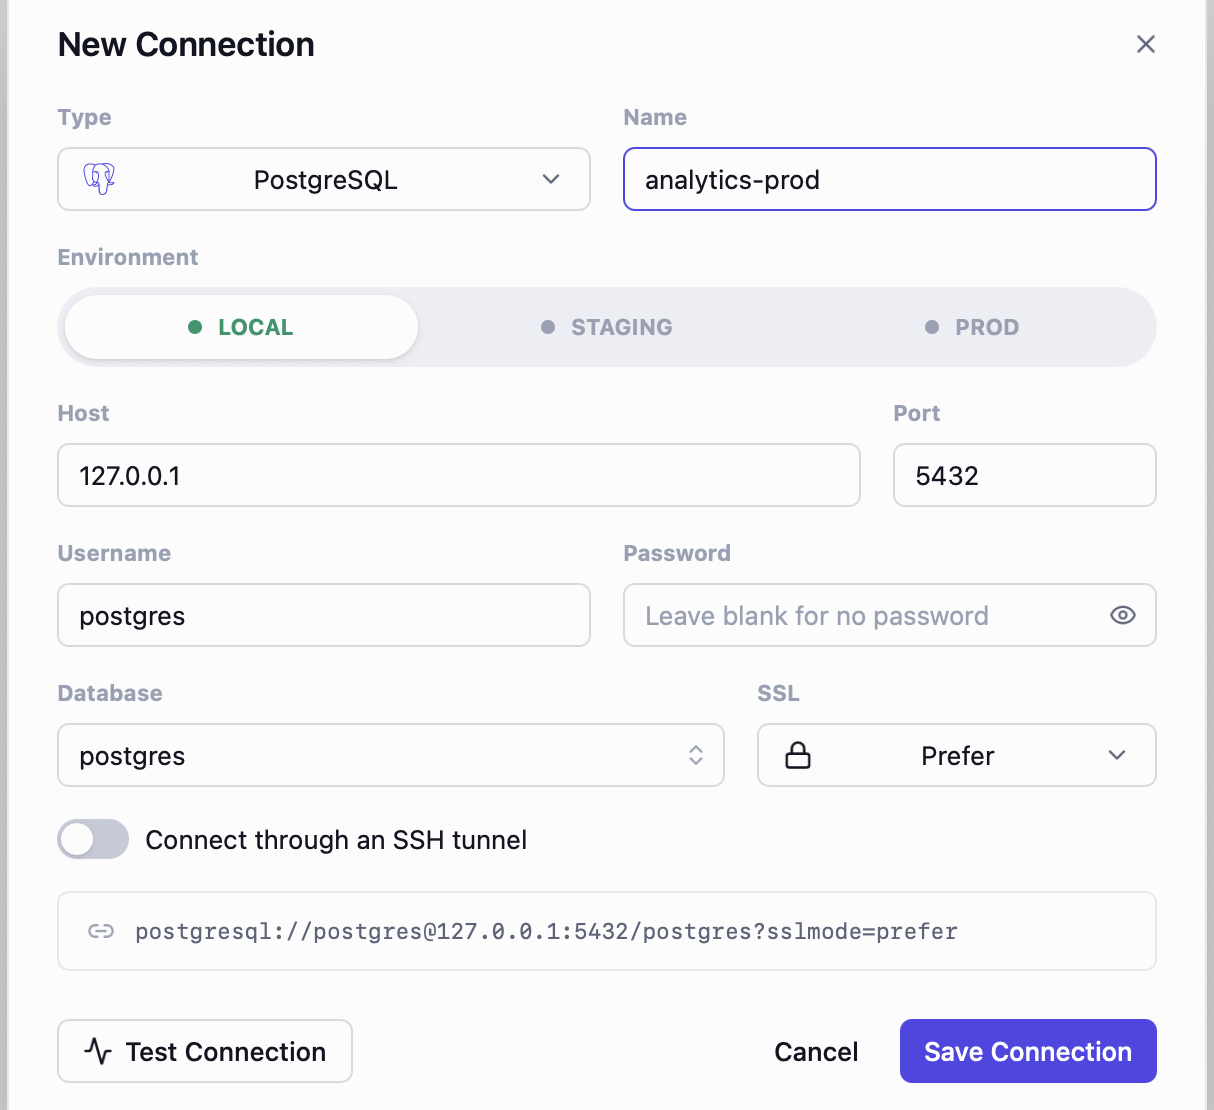 New Connection
Type
Name
PostgreSQL
analytics-prod
Environment
LOCAL
STAGING
PROD
Host
Port
127.0.0.1
5432
Username
Password
postgres
Leave blank for no password
Database
SSL
postgres
Prefer
Connect through an SSH tunnel
postgresql://postgres@127.0.0.1:5432/postgres?sslmode=prefer
Test Connection
Cancel
Save Connection